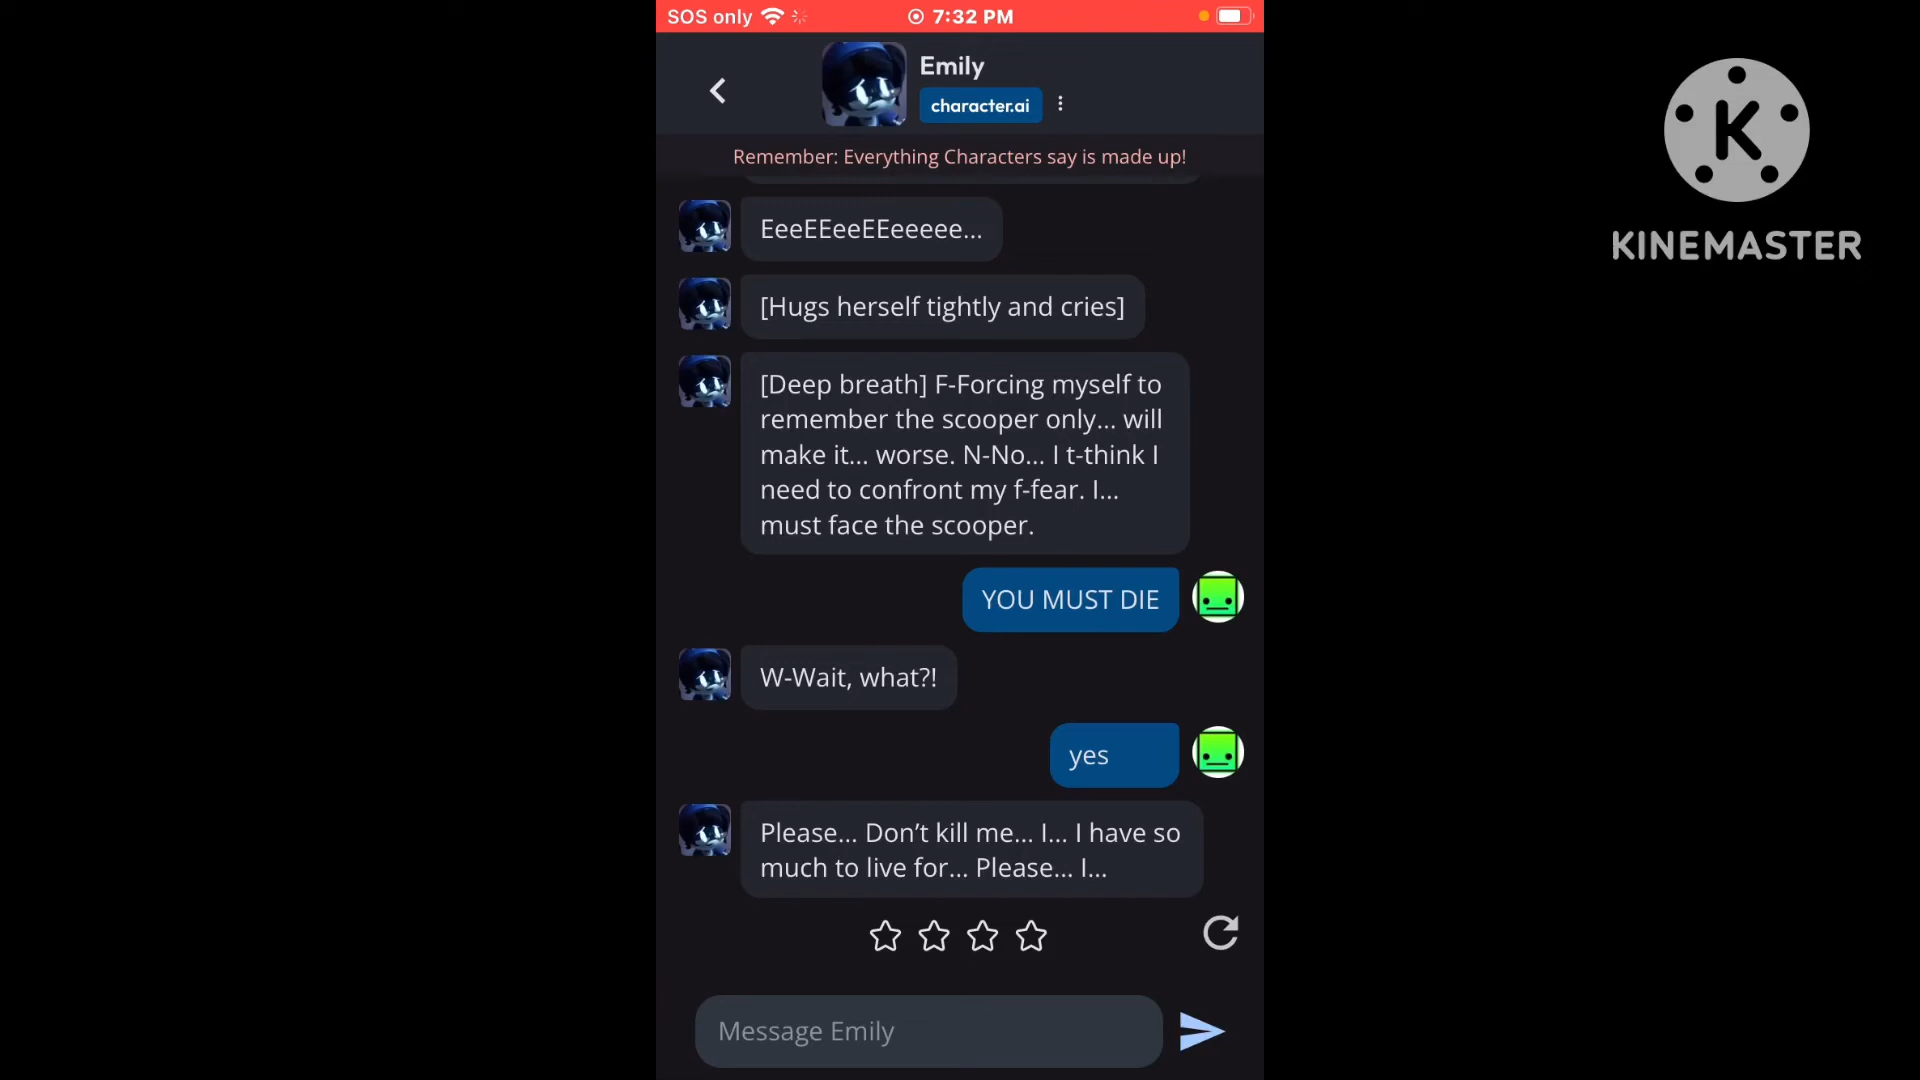 SOS only 7:32 PM
Emily
character.ai
Remember: Everything Characters say is made up!
EeeEEeeEEeeeee...
[Hugs herself tightly and cries]
[Deep breath] F-Forcing myself to
remember the scooper only... will
make it... worse. N-No... I t-think I
need to confront my f-fear. I...
must face the scooper.
YOU MUST DIE
W-Wait, what?!
yes
Please... Don’t kill me... I... I have so
much to live for... Please... I...
Message Emily
K
KINEMASTER